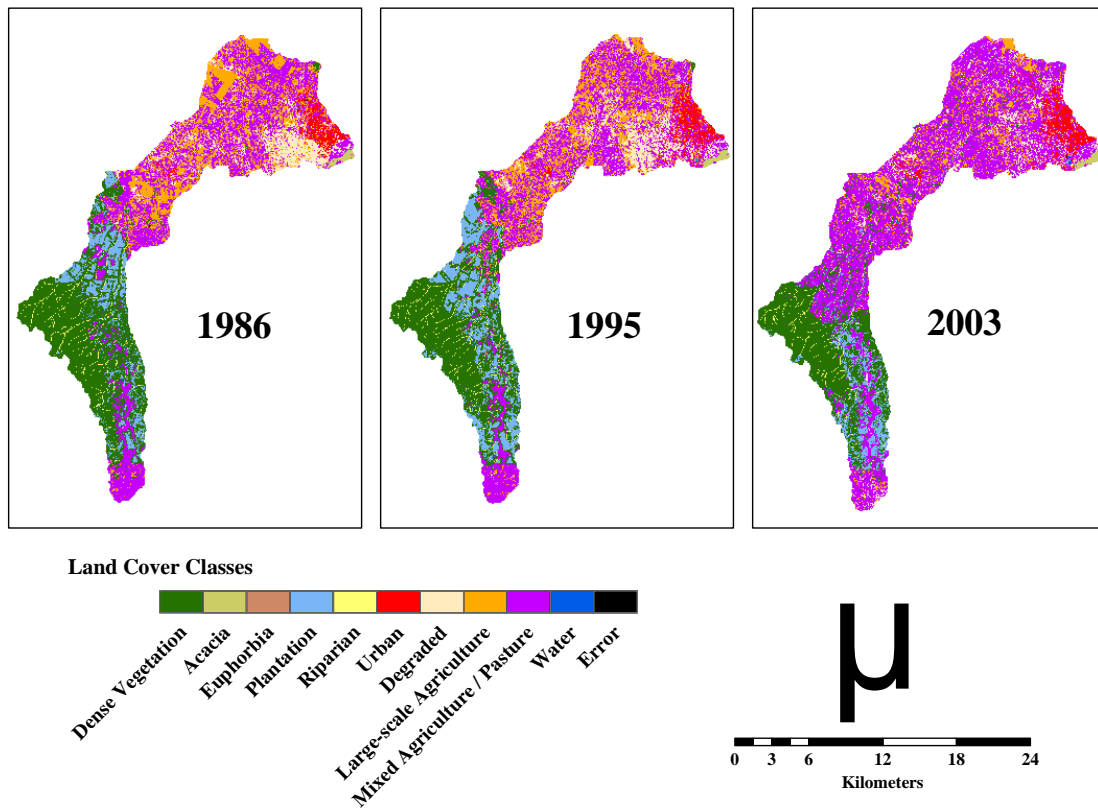 1986
1995
2003
Land Cover Classes
Dense Vegetation
Acacia
Euphorbia
Plantation
Riparian
Urban
Degraded
Large-scale Agriculture
Mixed Agriculture / Pasture
Water
Error
µ
0 3 6 12 18 24
Kilometers